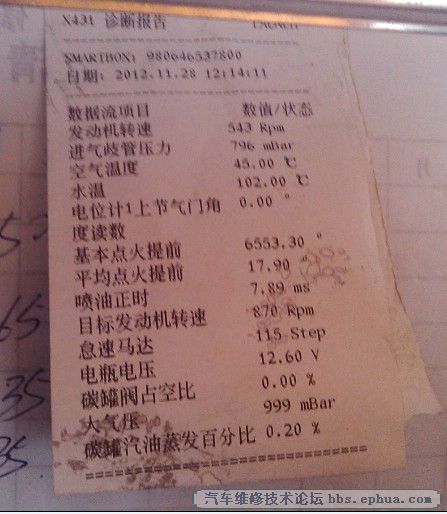 X431 诊断报告 LAUNCH
SMARTBOX: 980646537800
日期: 2012.11.28 12:14:11
数据流项目 数值/状态
发动机转速 543 Rpm
进气歧管压力 796 mBar
空气温度 45.00 ℃
水温 102.00 ℃
电位计1上节气门角 0.00 °
度读数
基本点火提前 6553.30 °
平均点火提前 17.90 °
喷油正时 7.89 ms
目标发动机转速 870 Rpm
怠速马达 115 Step
电瓶电压 12.60 V
碳罐阀占空比 0.00 %
大气压 999 mBar
碳罐汽油蒸发百分比 0.20 %
65
35
汽车维修技术论坛 bbs.ephua.com